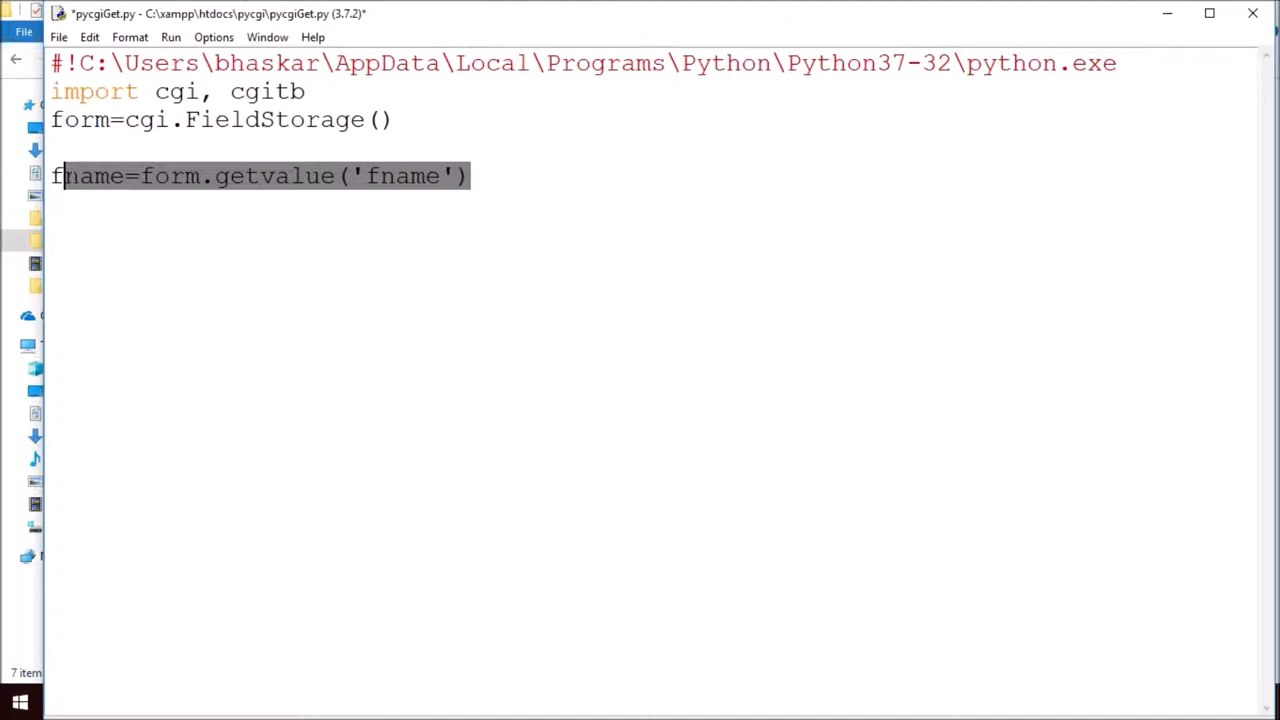 *pycgiGet.py - C:\xampp\htdocs\pycgi\pycgiGet.py (3.7.2)*
File
File Edit Format Run Options Window Help
#!C:\Users\bhaskar\AppData\Local\Programs\Python\Python37-32\python.exe
import cgi, cgitb
form=cgi.FieldStorage()
fname=form.getvalue('fname')
7 item